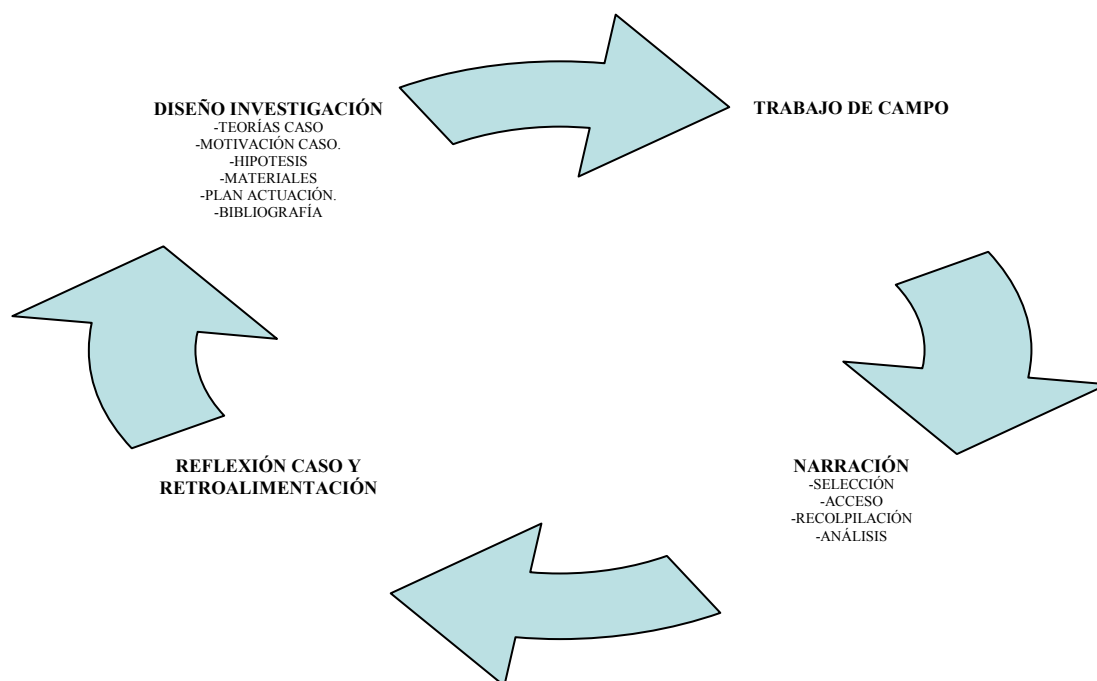 DISEÑO INVESTIGACIÓN
-TEORÍAS CASO
-MOTIVACIÓN CASO.
-HIPOTESIS
-MATERIALES
-PLAN ACTUACIÓN.
-BIBLIOGRAFÍA
TRABAJO DE CAMPO
NARRACIÓN
-SELECCIÓN
-ACCESO
-RECOLPILACIÓN
-ANÁLISIS
REFLEXIÓN CASO Y
RETROALIMENTACIÓN